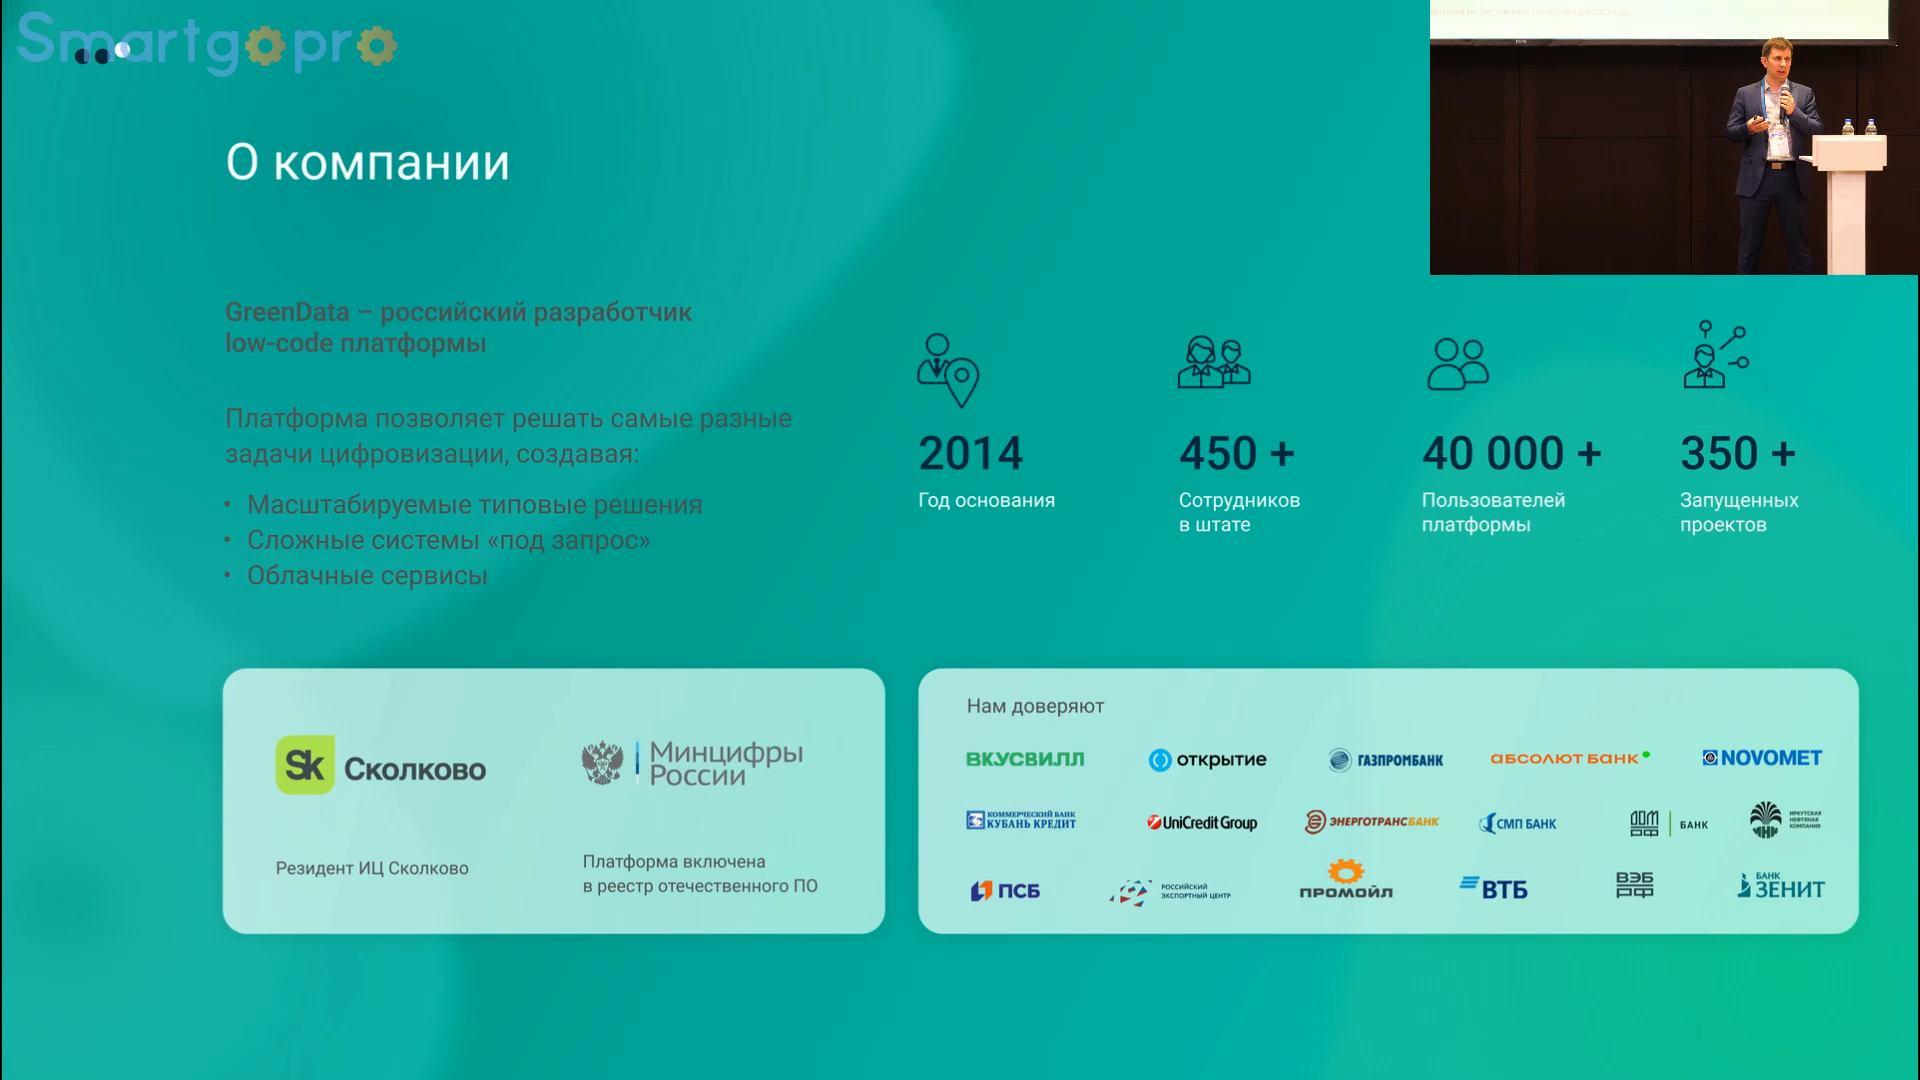 Smartgopro
О компании
GreenData – российский разработчик
low-code платформы
Платформа позволяет решать самые разные
задачи цифровизации, создавая:
• Масштабируемые типовые решения
• Сложные системы «под запрос»
• Облачные сервисы
2014
Год основания
450 +
Сотрудников
в штате
40 000 +
Пользователей
платформы
350 +
Запущенных
проектов
Sk Сколково
Резидент ИЦ Сколково
Минцифры
России
Платформа включена
в реестр отечественного ПО
Нам доверяют
ВКУСВИЛЛ
открытие
ГАЗПРОМБАНК
АБСОЛЮТ БАНК
NOVOMET
КОММЕРЧЕСКИЙ БАНК
КУБАНЬ КРЕДИТ
UniCredit Group
ЭНЕРГОТРАНСБАНК
СМП БАНК
ДОМ
РФ
БАНК
ИНК
ИРКУТСКАЯ
НЕФТЯНАЯ
КОМПАНИЯ
ПСБ
РОССИЙСКИЙ
ЭКСПОРТНЫЙ ЦЕНТР
ПРОМОЙЛ
ВТБ
ВЭБ
РФ
БАНК
ЗЕНИТ